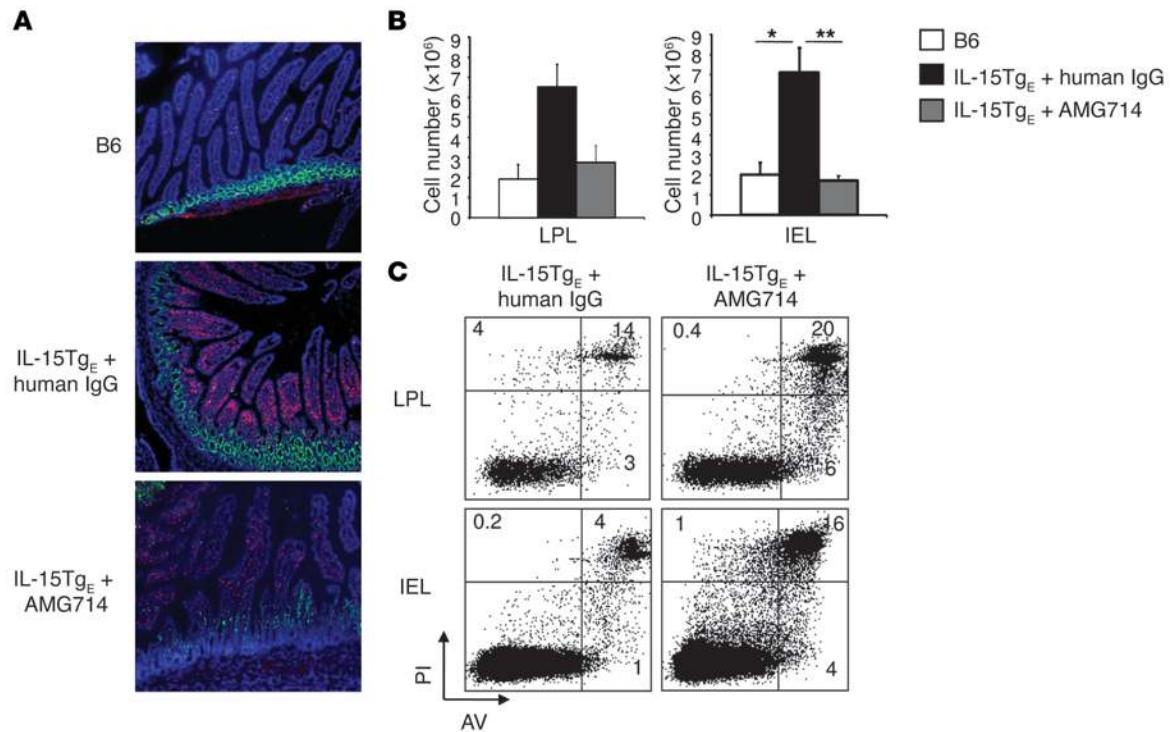 A
B6
IL-15TgE +
human IgG
IL-15TgE +
AMG714
B
Cell number (×10⁶)
9
8
7
6
5
4
3
2
1
0
LPL
Cell number (×10⁶)
9
8
7
6
5
4
3
2
1
0
* **
IEL
B6
IL-15TgE + human IgG
IL-15TgE + AMG714
C
IL-15TgE +
human IgG
IL-15TgE +
AMG714
LPL
4 14
3
0.4 20
6
IEL
0.2 4
1
1 16
4
PI
AV